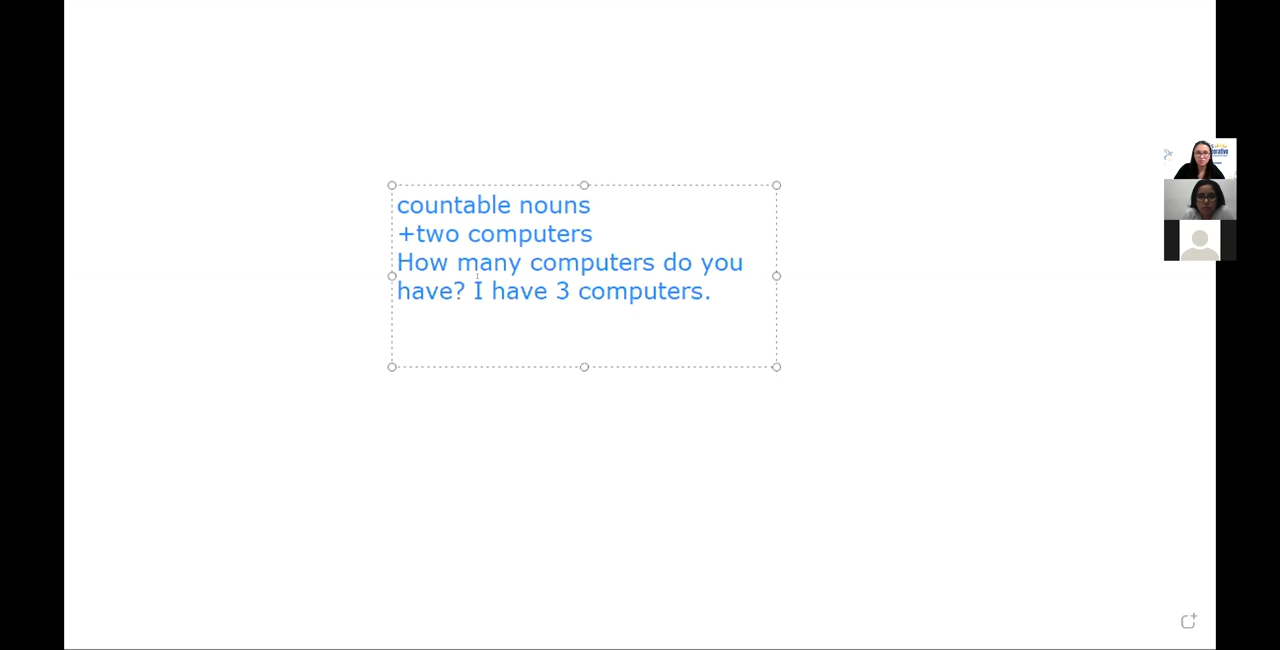 countable nouns
+two computers
How many computers do you
have? I have 3 computers.